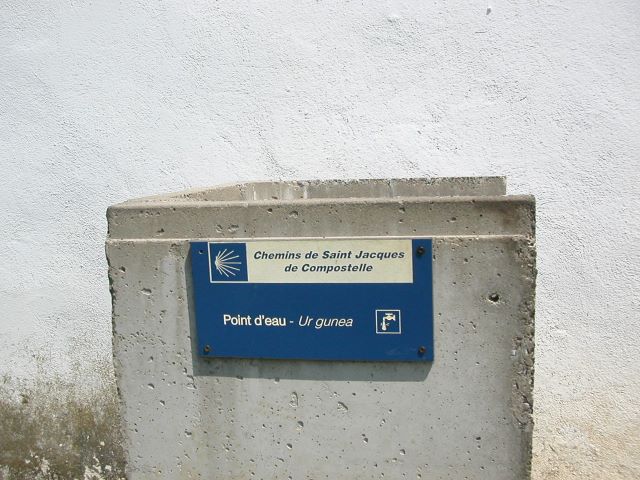 Chemins de Saint Jacques
de Compostelle
Point d'eau - Ur gunea